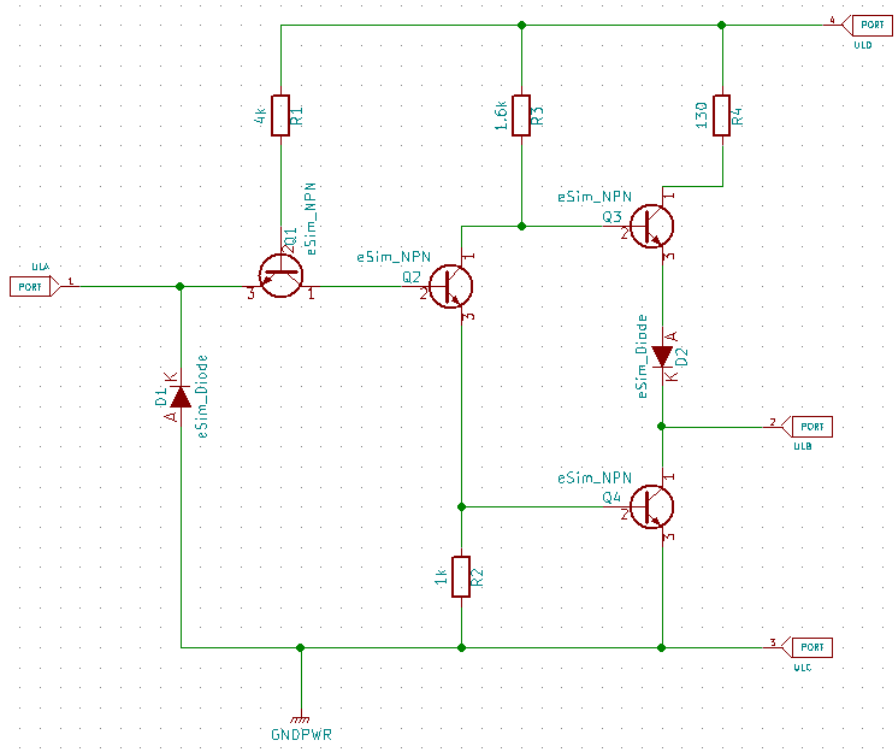 4
PORT
ULD
4k
R1
1.6k
R3
130
R4
eSim_NPN
Q1
2
3
1
ULA
PORT
1
eSim_NPN
Q2
2
1
3
eSim_NPN
Q3
2
1
3
D1
K
A
eSim_Diode
eSim_Diode
A
D2
K
2
PORT
ULB
eSim_NPN
Q4
2
1
3
1k
R2
3
PORT
ULC
GNDPWR